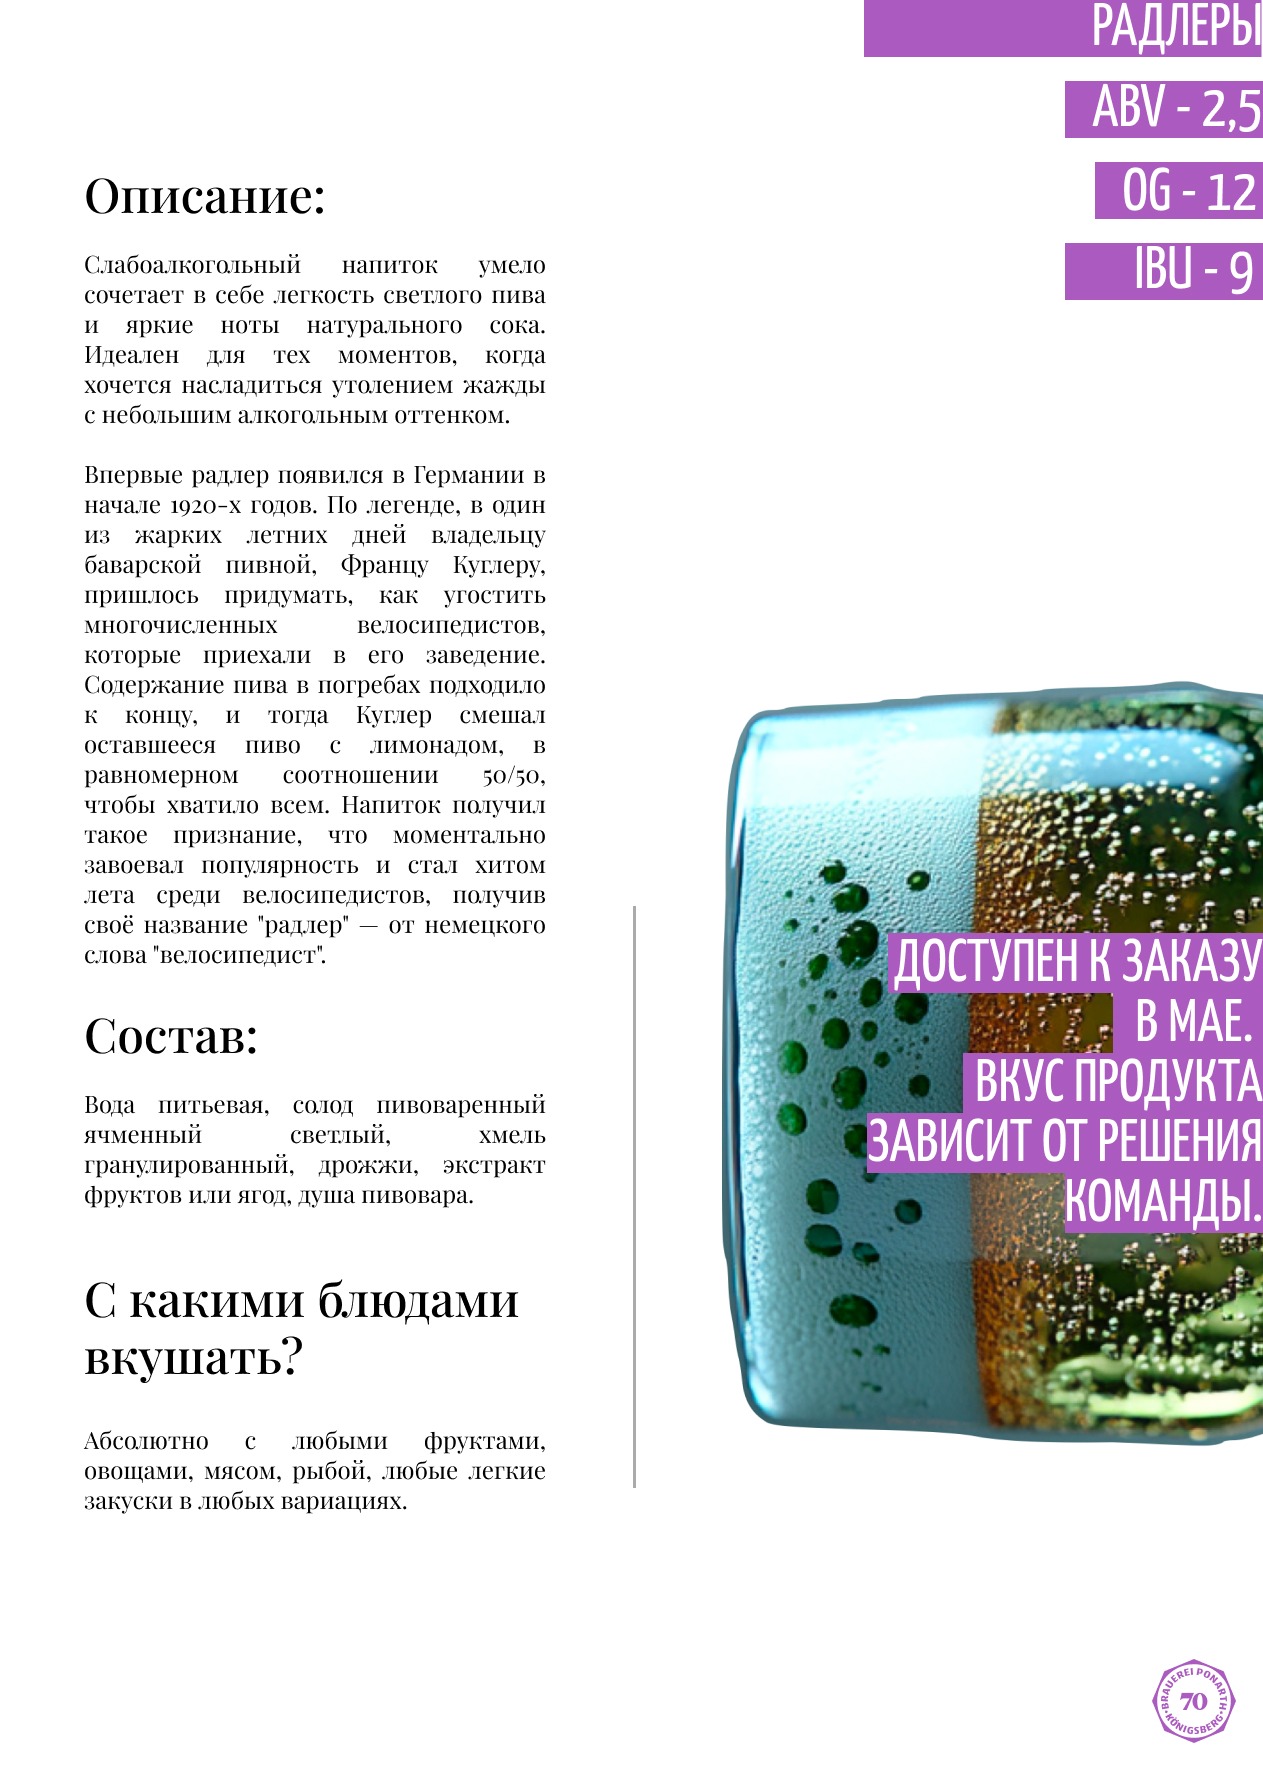 РАДЛЕРЫ
ABV - 2,5
OG - 12
IBU - 9
Описание:
Слабоалкогольный напиток умело
сочетает в себе легкость светлого пива
и яркие ноты натурального сока.
Идеален для тех моментов, когда
хочется насладиться утолением жажды
с небольшим алкогольным оттенком.
Впервые радлер появился в Германии в
начале 1920-х годов. По легенде, в один
из жарких летних дней владельцу
баварской пивной, Францу Куглеру,
пришлось придумать, как угостить
многочисленных велосипедистов,
которые приехали в его заведение.
Содержание пива в погребах подходило
к концу, и тогда Куглер смешал
оставшееся пиво с лимонадом, в
равномерном соотношении 50/50,
чтобы хватило всем. Напиток получил
такое признание, что моментально
завоевал популярность и стал хитом
лета среди велосипедистов, получив
своё название "радлер" — от немецкого
слова "велосипедист".
Состав:
Вода питьевая, солод пивоваренный
ячменный светлый, хмель
гранулированный, дрожжи, экстракт
фруктов или ягод, душа пивовара.
С какими блюдами
вкушать?
Абсолютно с любыми фруктами,
овощами, мясом, рыбой, любые легкие
закуски в любых вариациях.
ДОСТУПЕН К ЗАКАЗУ
В МАЕ.
ВКУС ПРОДУКТА
ЗАВИСИТ ОТ РЕШЕНИЯ
КОМАНДЫ.
BRAUEREI PONARTH
70
KÖNIGSBERG